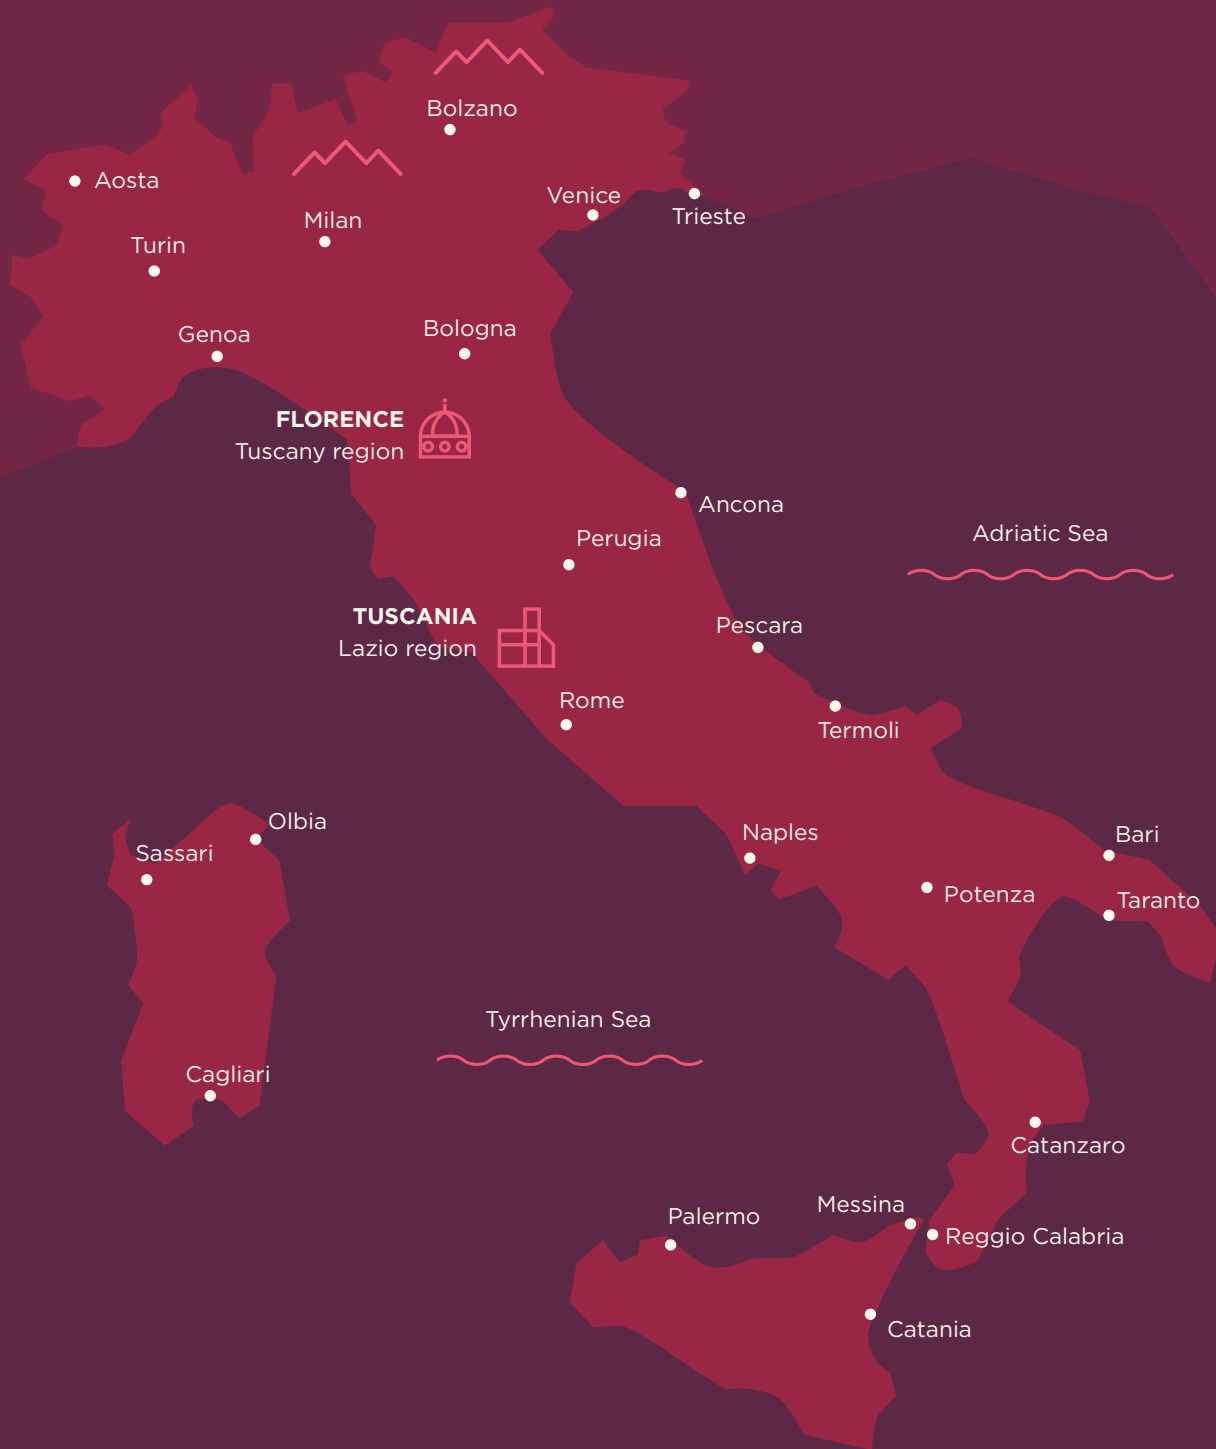 Bolzano
Aosta
Venice
Trieste
Milan
Turin
Genoa
Bologna
FLORENCE
Tuscany region
Ancona
Adriatic Sea
Perugia
TUSCANIA
Lazio region
Pescara
Rome
Termoli
Olbia
Sassari
Naples
Bari
Potenza
Taranto
Tyrrhenian Sea
Cagliari
Catanzaro
Messina
Palermo
Reggio Calabria
Catania